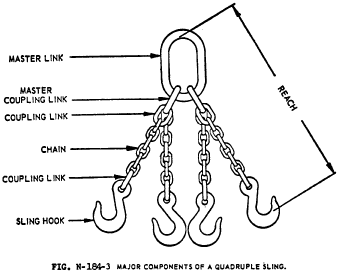 MASTER LINK
MASTER
COUPLING LINK
COUPLING LINK
CHAIN
COUPLING LINK
SLING HOOK
REACH
FIG. N-184-3 MAJOR COMPONENTS OF A QUADRUPLE SLING.